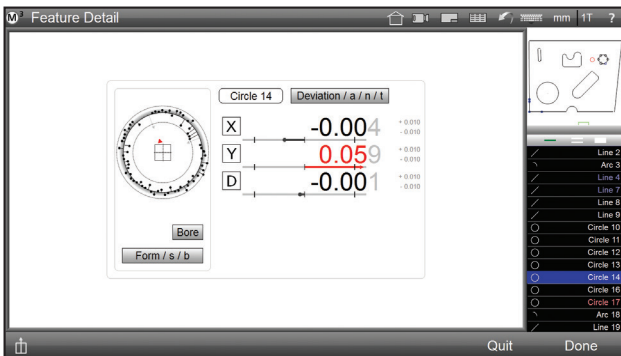 M³ Feature Detail
mm 1T ?
Circle 14 Deviation / a / n / t
X -0.004 + 0.010 - 0.010
Y 0.059 + 0.010 - 0.010
D -0.001 + 0.010 - 0.010
Bore
Form / s / b
Line 2
Arc 3
Line 4
Line 7
Line 8
Line 9
Circle 10
Circle 11
Circle 12
Circle 13
Circle 14
Circle 16
Circle 17
Arc 18
Line 19
Quit Done